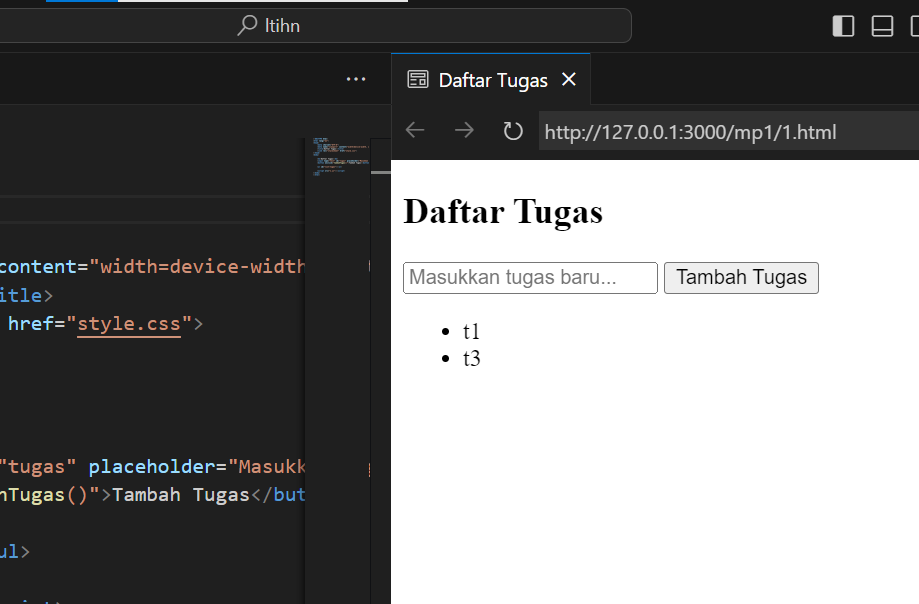 ltihn
Daftar Tugas
http://127.0.0.1:3000/mp1/1.html
content="width=device-width
itle>
href="style.css">
"tugas" placeholder="Masukk
nTugas()">Tambah Tugas</but
ul>
Daftar Tugas
Masukkan tugas baru...
Tambah Tugas
t1
t3